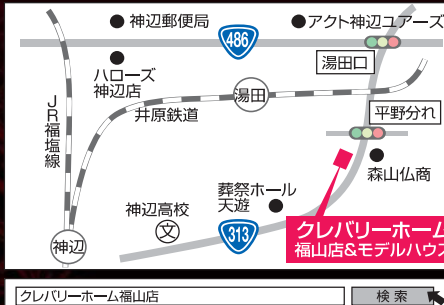 神辺郵便局
アクト神辺ユアーズ
486
湯田口
ハローズ
神辺店
湯田
平野分れ
JR福塩線
井原鉄道
森山仏商
葬祭ホール
天遊
神辺高校
文
313
クレバリーホーム
福山店&モデルハウス
神辺
クレバリーホーム福山店
検索